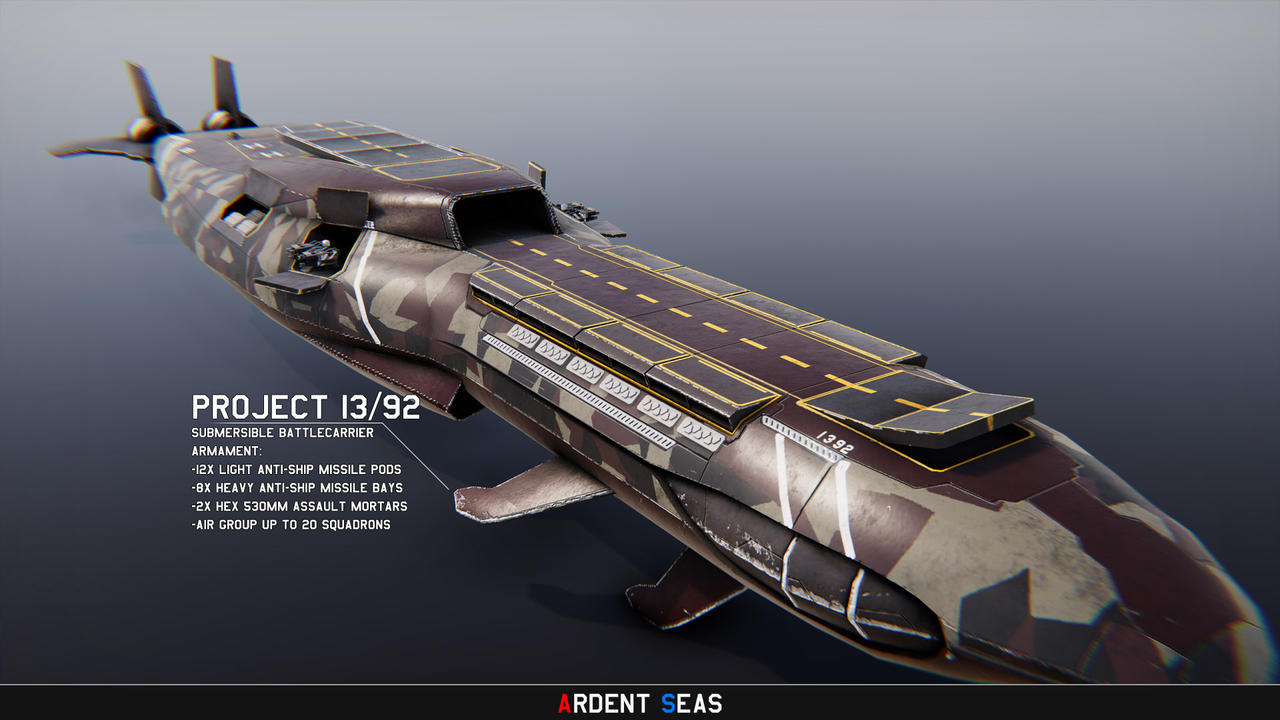 PROJECT 13/92
SUBMERSIBLE BATTLECARRIER
ARMAMENT:
-12X LIGHT ANTI-SHIP MISSILE PODS
-8X HEAVY ANTI-SHIP MISSILE BAYS
-2X HEX 530MM ASSAULT MORTARS
-AIR GROUP UP TO 20 SQUADRONS
1392
ARDENT SEAS